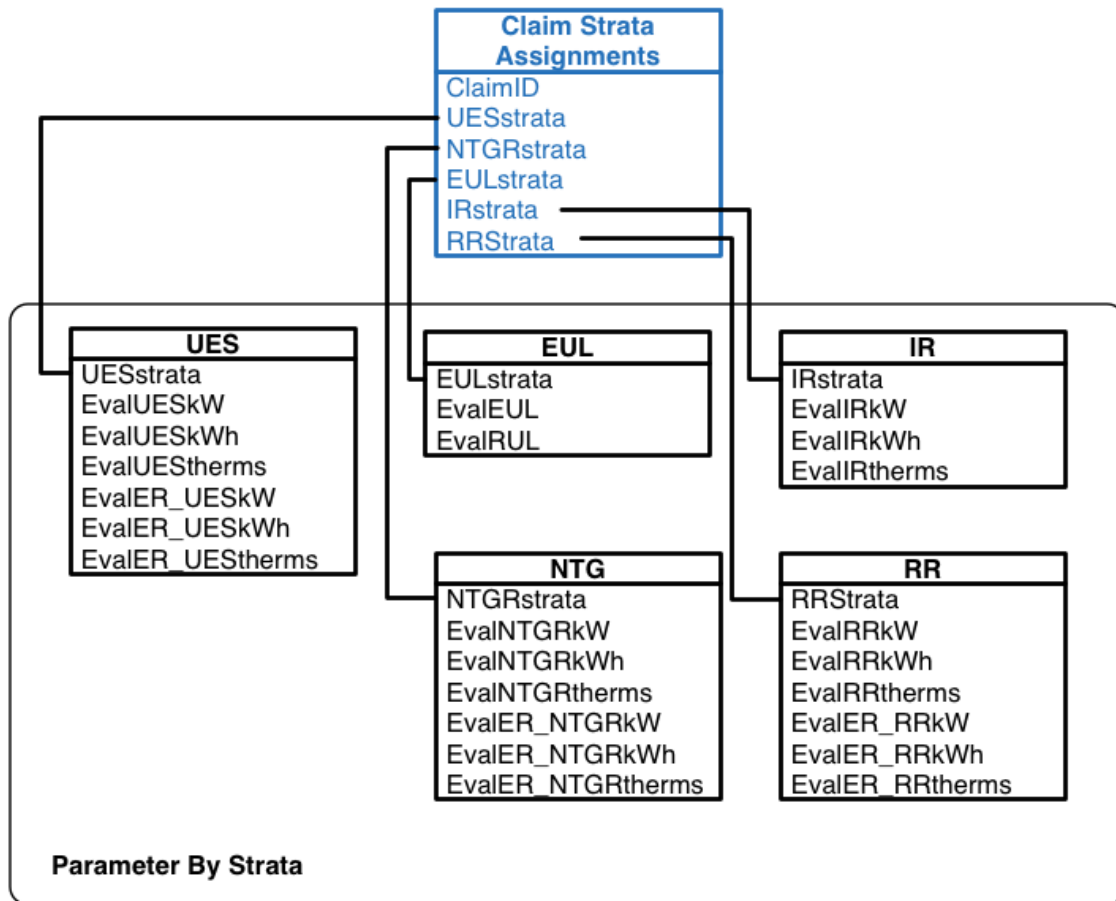 Claim Strata
Assignments
ClaimID
UESstrata
NTGRstrata
EULstrata
IRstrata
RRStrata
UES
UESstrata
EvalUESkW
EvalUESkWh
EvalUEStherms
EvalER_UESkW
EvalER_UESkWh
EvalER_UEStherms
EUL
EULstrata
EvalEUL
EvalRUL
IR
IRstrata
EvalIRkW
EvalIRkWh
EvalIRtherms
NTG
NTGRstrata
EvalNTGRkW
EvalNTGRkWh
EvalNTGRtherms
EvalER_NTGRkW
EvalER_NTGRkWh
EvalER_NTGRtherms
RR
RRStrata
EvalRRkW
EvalRRkWh
EvalRRtherms
EvalER_RRkW
EvalER_RRkWh
EvalER_RRtherms
Parameter By Strata